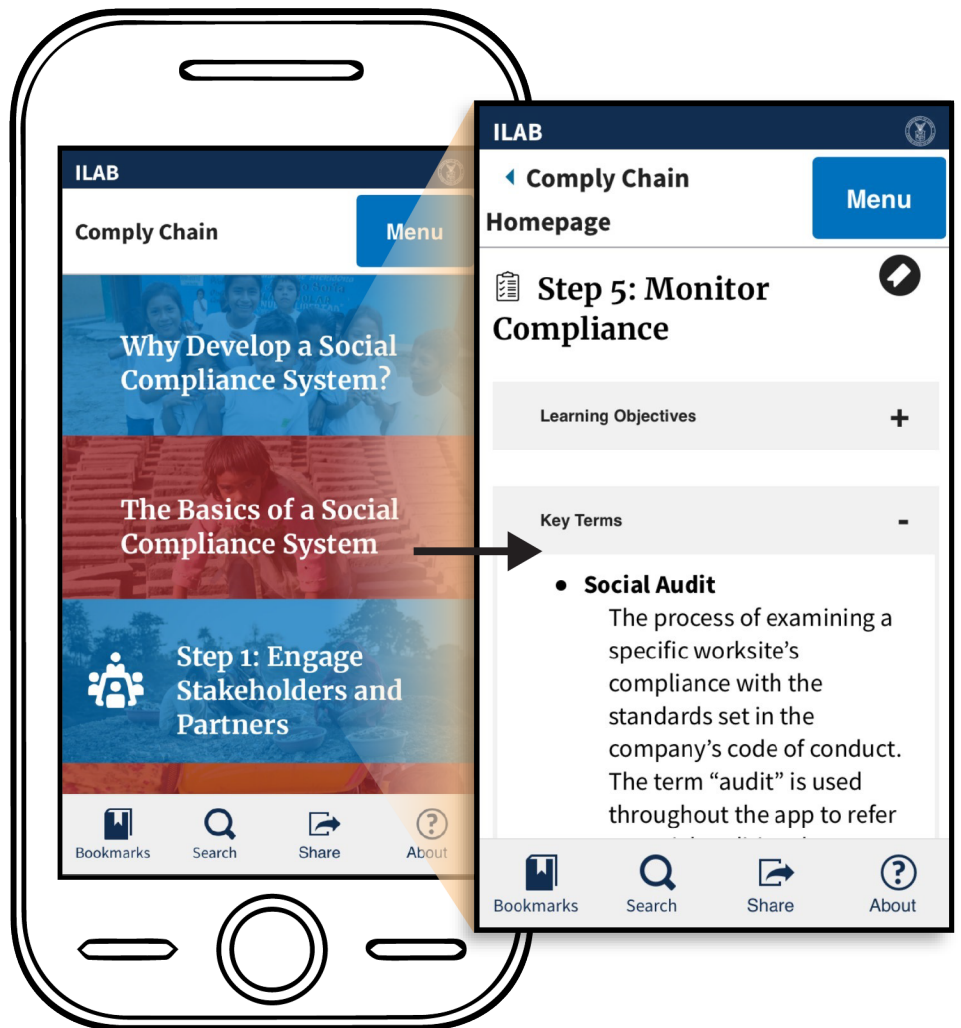 ILAB
Comply Chain
Menu
Why Develop a Social
Compliance System?
The Basics of a Social
Compliance System
Step 1: Engage
Stakeholders and
Partners
Bookmarks
Search
Share
About
ILAB
Comply Chain
Homepage
Menu
Step 5: Monitor
Compliance
Learning Objectives
+
Key Terms
-
• Social Audit
The process of examining a
specific worksite’s
compliance with the
standards set in the
company’s code of conduct.
The term “audit” is used
throughout the app to refer
Bookmarks
Search
Share
About